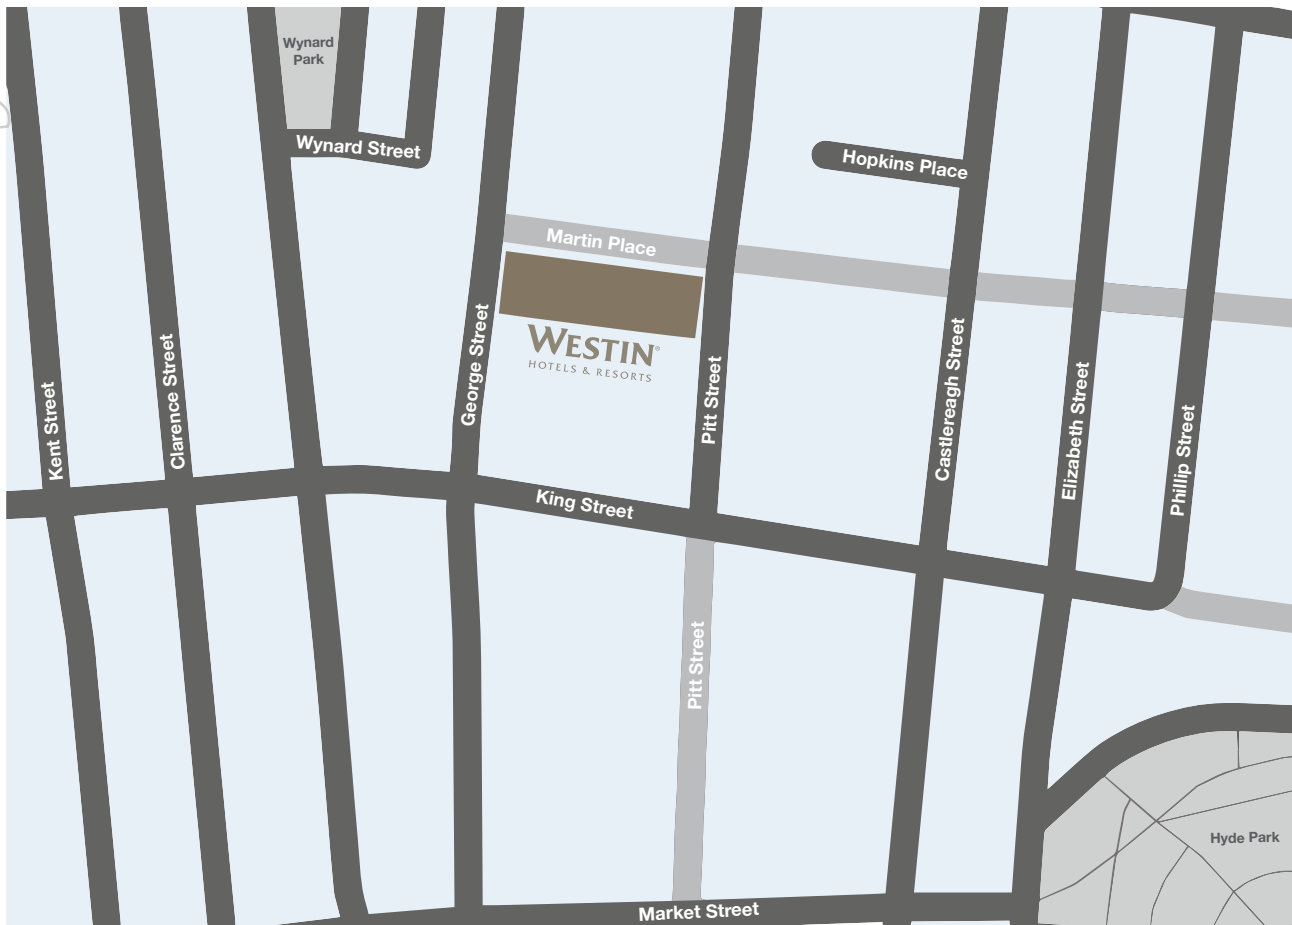 Wynard
Park
Wynard Street
Hopkins Place
Martin Place
WESTIN®
HOTELS & RESORTS
Kent Street
Clarence Street
George Street
Pitt Street
Castlereagh Street
Elizabeth Street
Phillip Street
King Street
Pitt Street
Hyde Park
Market Street